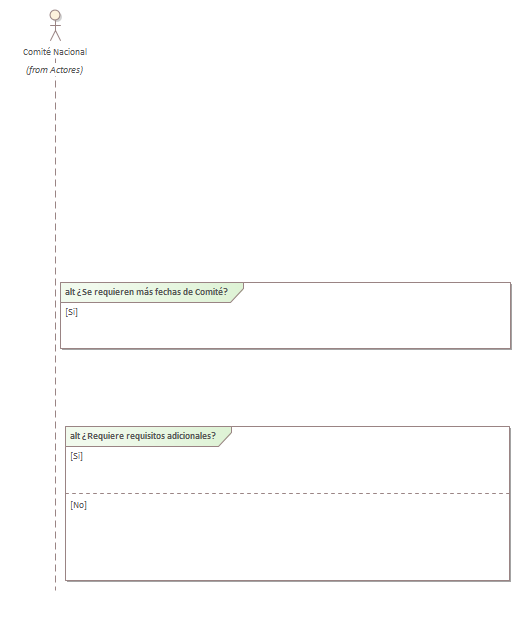 Comité Nacional
(from Actores)
alt ¿Se requieren más fechas de Comité?
[Si]
alt ¿Requiere requisitos adicionales?
[Si]
[No]